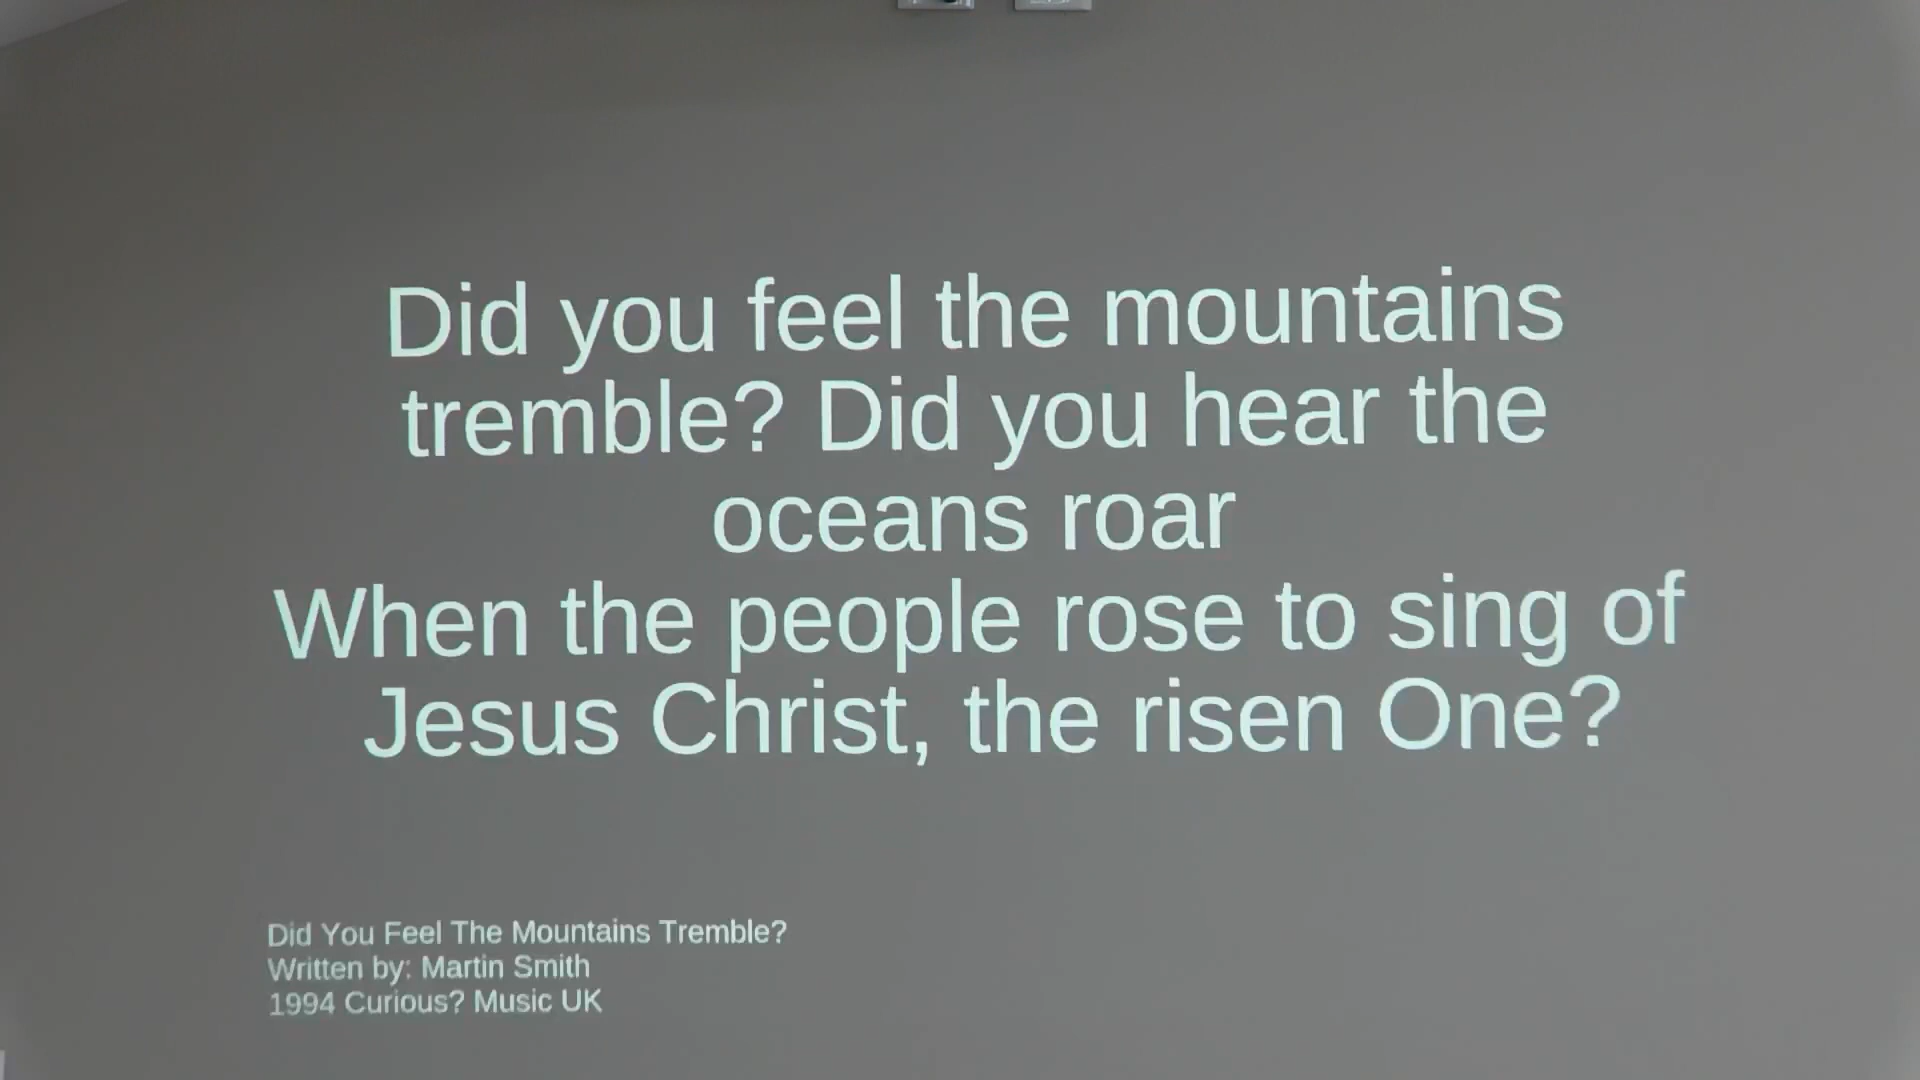 Did you feel the mountains
tremble? Did you hear the
oceans roar
When the people rose to sing of
Jesus Christ, the risen One?
Did You Feel The Mountains Tremble?
Written by: Martin Smith
1994 Curious? Music UK